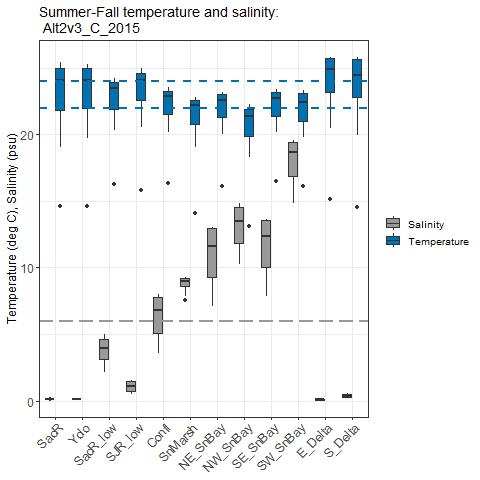 Summer-Fall temperature and salinity:
Alt2v3_C_2015
Temperature (deg C), Salinity (psu)
20
10
0
Salinity
Temperature
SacR
Ydo
SacR_low
SJR_low
Confl
SnMarsh
NE_SnBay
NW_SnBay
SE_SnBay
SW_SnBay
E_Delta
S_Delta